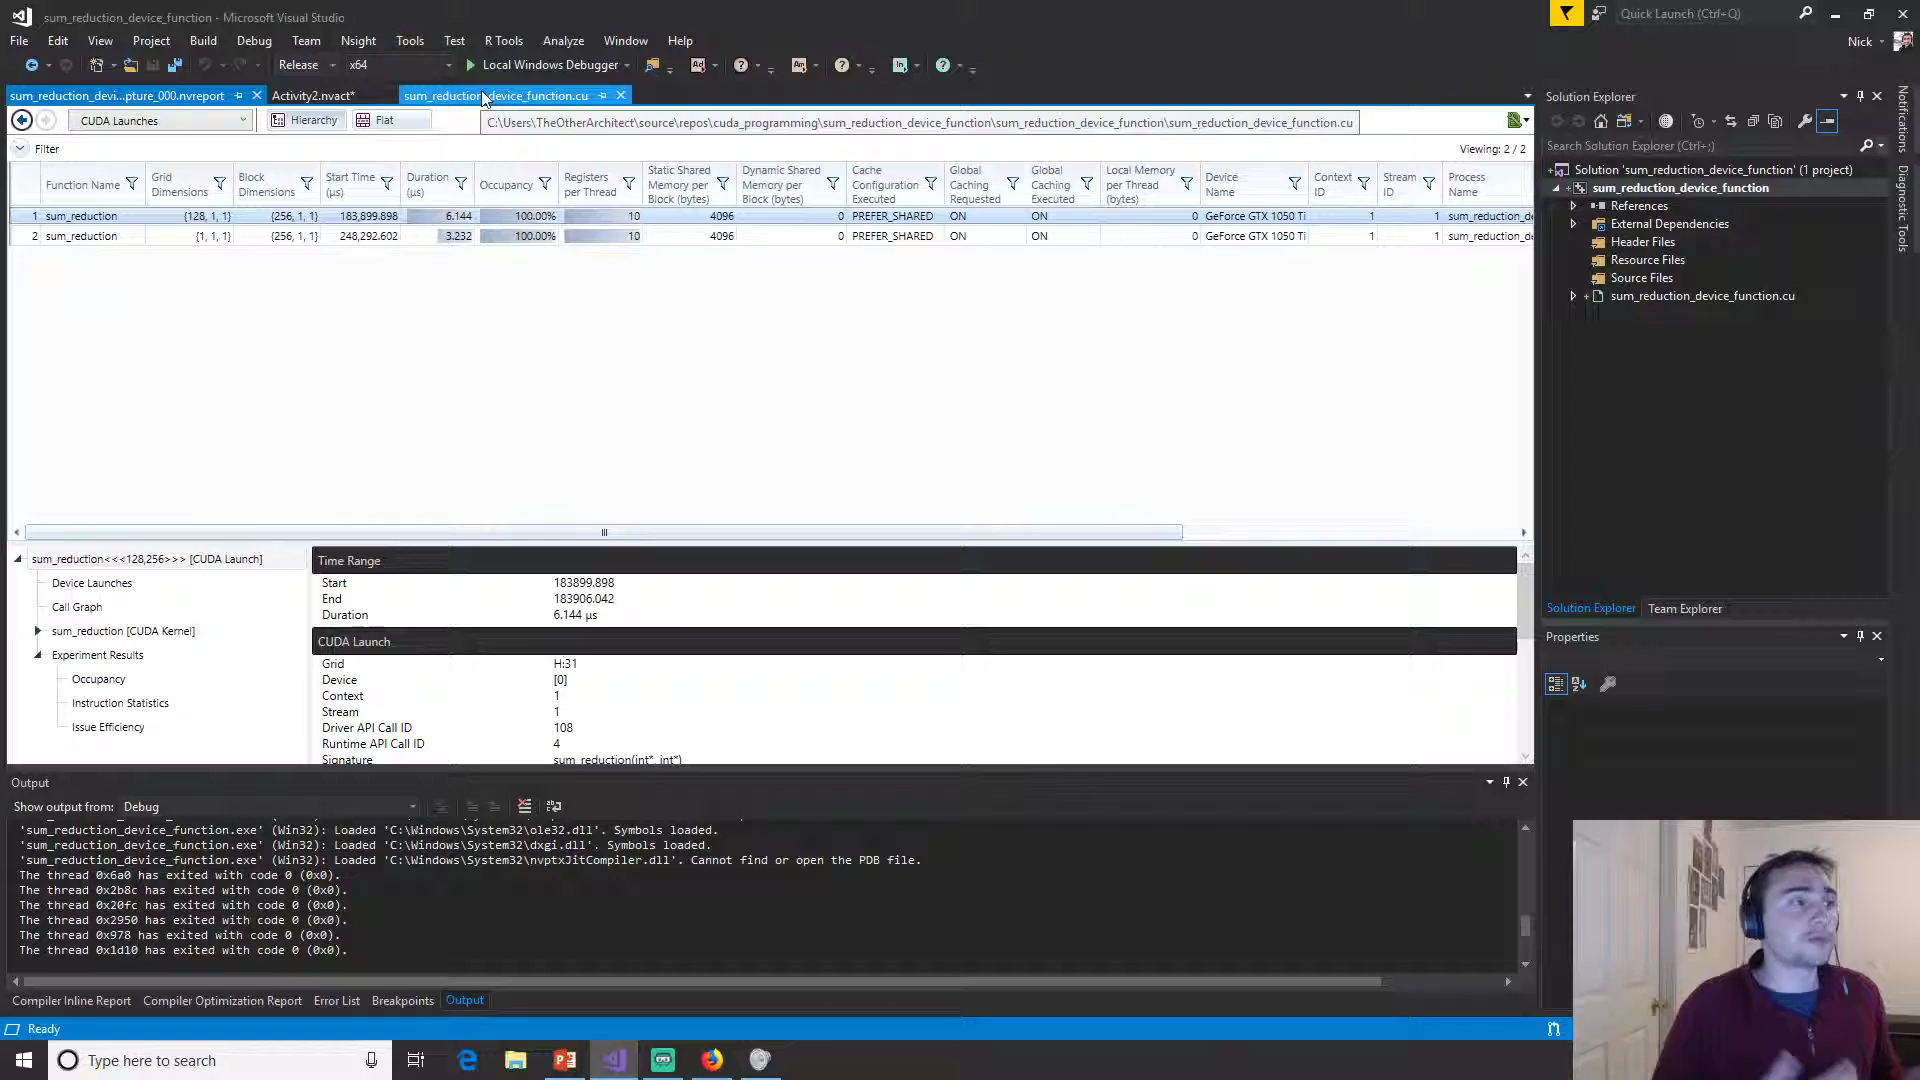 sum_reduction_device_function - Microsoft Visual Studio
Quick Launch (Ctrl+Q)
File Edit View Project Build Debug Team Nsight Tools Test R Tools Analyze Window Help
Nick
Release x64 Local Windows Debugger
sum_reduction_devi...pture_000.nvreport Activity2.nvact* sum_reduction_device_function.cu
CUDA Launches Hierarchy Flat
C:\Users\TheOtherArchitect\source\repos\cuda_programming\sum_reduction_device_function\sum_reduction_device_function\sum_reduction_device_function.cu
Filter Viewing: 2 / 2
Function Name Grid Dimensions Block Dimensions Start Time (µs) Duration (µs) Occupancy Registers per Thread Static Shared Memory per Block (bytes) Dynamic Shared Memory per Block (bytes) Cache Configuration Executed Global Caching Requested Global Caching Executed Local Memory per Thread (bytes) Device Name Context ID Stream ID Process Name
1 sum_reduction {128, 1, 1} {256, 1, 1} 183,899.898 6.144 100.00% 10 4096 0 PREFER_SHARED ON ON 0 GeForce GTX 1050 Ti 1 1 sum_reduction_de
2 sum_reduction {1, 1, 1} {256, 1, 1} 248,292.602 3.232 100.00% 10 4096 0 PREFER_SHARED ON ON 0 GeForce GTX 1050 Ti 1 1 sum_reduction_de
sum_reduction<<<128,256>>> [CUDA Launch]
Device Launches
Call Graph
sum_reduction [CUDA Kernel]
Experiment Results
Occupancy
Instruction Statistics
Issue Efficiency
Time Range
Start 183899.898
End 183906.042
Duration 6.144 µs
CUDA Launch
Grid H:31
Device [0]
Context 1
Stream 1
Driver API Call ID 108
Runtime API Call ID 4
Signature sum_reduction(int*, int*)
Output
Show output from: Debug
'sum_reduction_device_function.exe' (Win32): Loaded 'C:\Windows\System32\ole32.dll'. Symbols loaded.
'sum_reduction_device_function.exe' (Win32): Loaded 'C:\Windows\System32\dxgi.dll'. Symbols loaded.
'sum_reduction_device_function.exe' (Win32): Loaded 'C:\Windows\System32\nvptxJitCompiler.dll'. Cannot find or open the PDB file.
The thread 0x6a0 has exited with code 0 (0x0).
The thread 0x2b8c has exited with code 0 (0x0).
The thread 0x20fc has exited with code 0 (0x0).
The thread 0x2950 has exited with code 0 (0x0).
The thread 0x978 has exited with code 0 (0x0).
The thread 0x1d10 has exited with code 0 (0x0).
Compiler Inline Report Compiler Optimization Report Error List Breakpoints Output
Ready
Type here to search
Solution Explorer
Search Solution Explorer (Ctrl+;)
Solution 'sum_reduction_device_function' (1 project)
sum_reduction_device_function
References
External Dependencies
Header Files
Resource Files
Source Files
sum_reduction_device_function.cu
Solution Explorer Team Explorer
Properties
Notifications
Diagnostic Tools